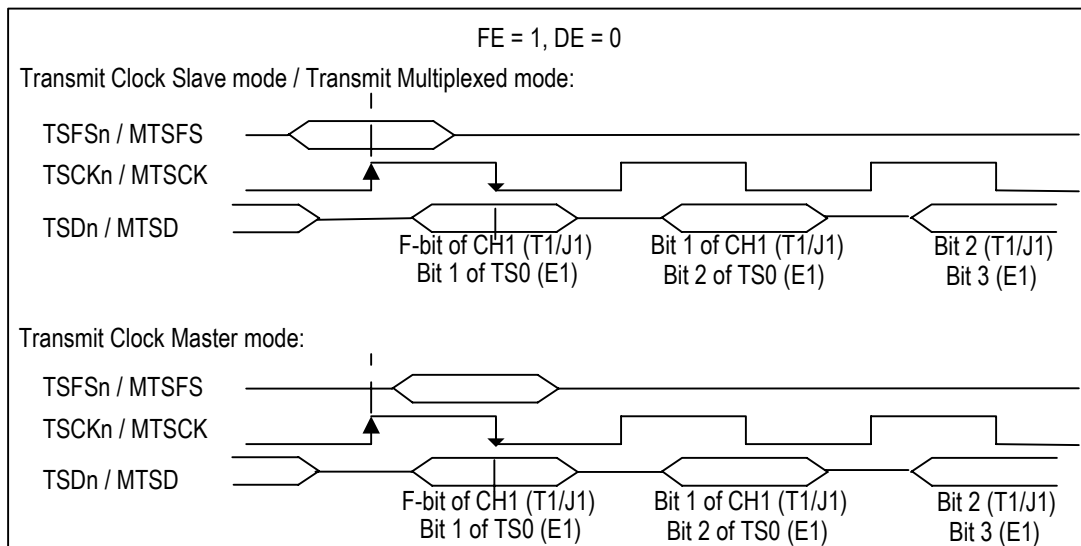 FE = 1, DE = 0
Transmit Clock Slave mode / Transmit Multiplexed mode:
TSFSn / MTSFS
TSCKn / MTSCK
TSDn / MTSD
F-bit of CH1 (T1/J1) Bit 1 of CH1 (T1/J1) Bit 2 (T1/J1)
Bit 1 of TS0 (E1) Bit 2 of TS0 (E1) Bit 3 (E1)
Transmit Clock Master mode:
TSFSn / MTSFS
TSCKn / MTSCK
TSDn / MTSD
F-bit of CH1 (T1/J1) Bit 1 of CH1 (T1/J1) Bit 2 (T1/J1)
Bit 1 of TS0 (E1) Bit 2 of TS0 (E1) Bit 3 (E1)